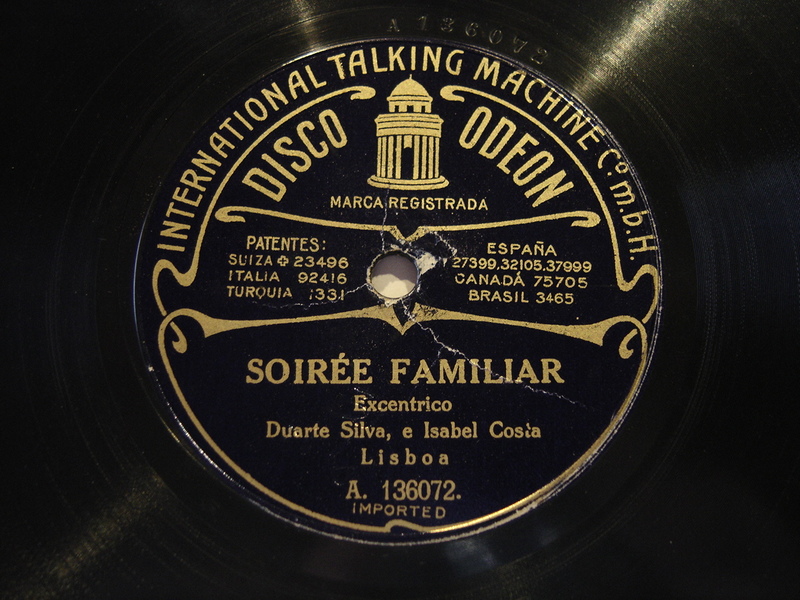 A 136072
INTERNATIONAL TALKING MACHINE Co. m.b.H.
DISCO ODEON
MARCA REGISTRADA
PATENTES:
SUIZA ✚ 23496
ITALIA 92416
TURQUIA 1331
ESPAÑA
27399.32105.37999
CANADÁ 75705
BRASIL 3465
SOIRÉE FAMILIAR
Excentrico
Duarte Silva, e Isabel Costa
Lisboa
A. 136072.
IMPORTED